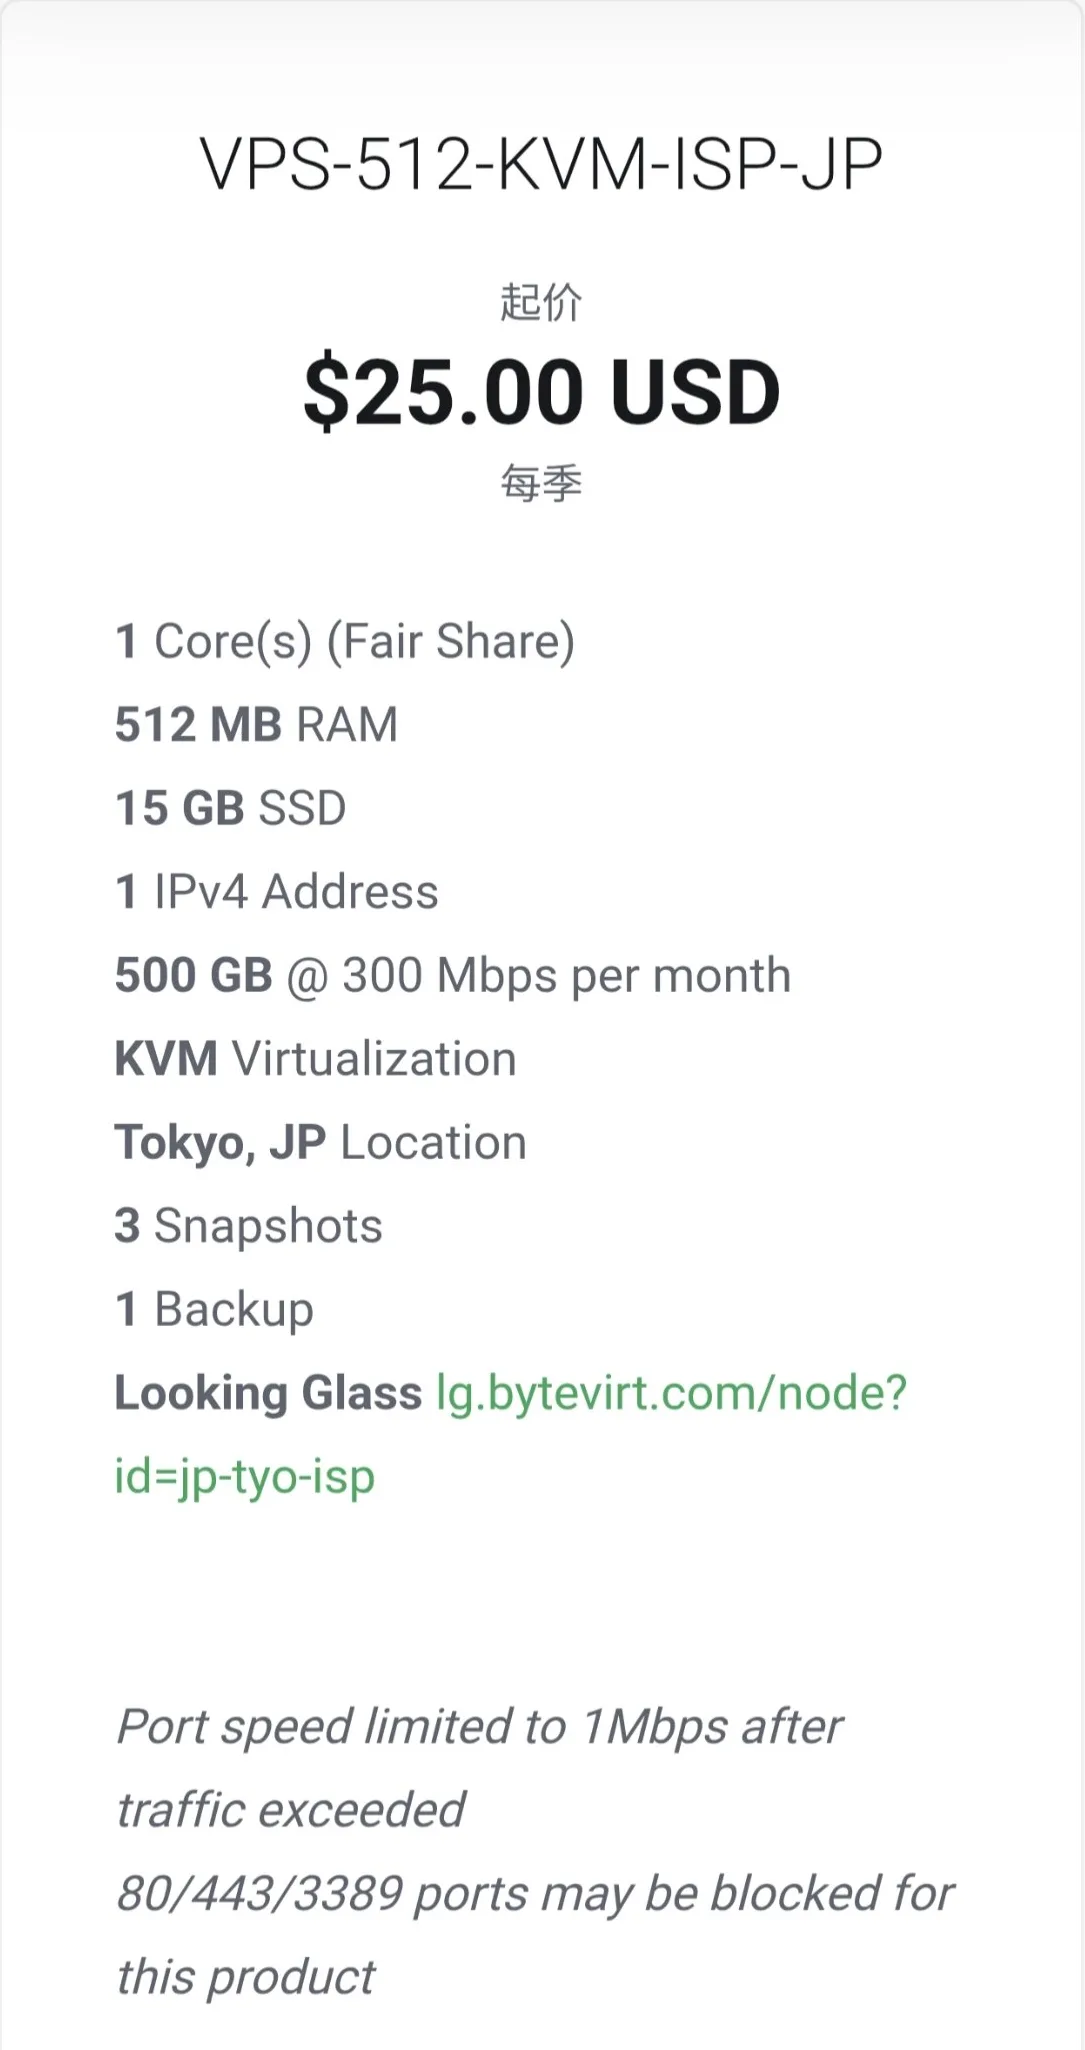 VPS-512-KVM-ISP-JP
起价
$25.00 USD
每季
1 Core(s) (Fair Share)
512 MB RAM
15 GB SSD
1 IPv4 Address
500 GB @ 300 Mbps per month
KVM Virtualization
Tokyo, JP Location
3 Snapshots
1 Backup
Looking Glass lg.bytevirt.com/node?
id=jp-tyo-isp
Port speed limited to 1Mbps after
traffic exceeded
80/443/3389 ports may be blocked for
this product